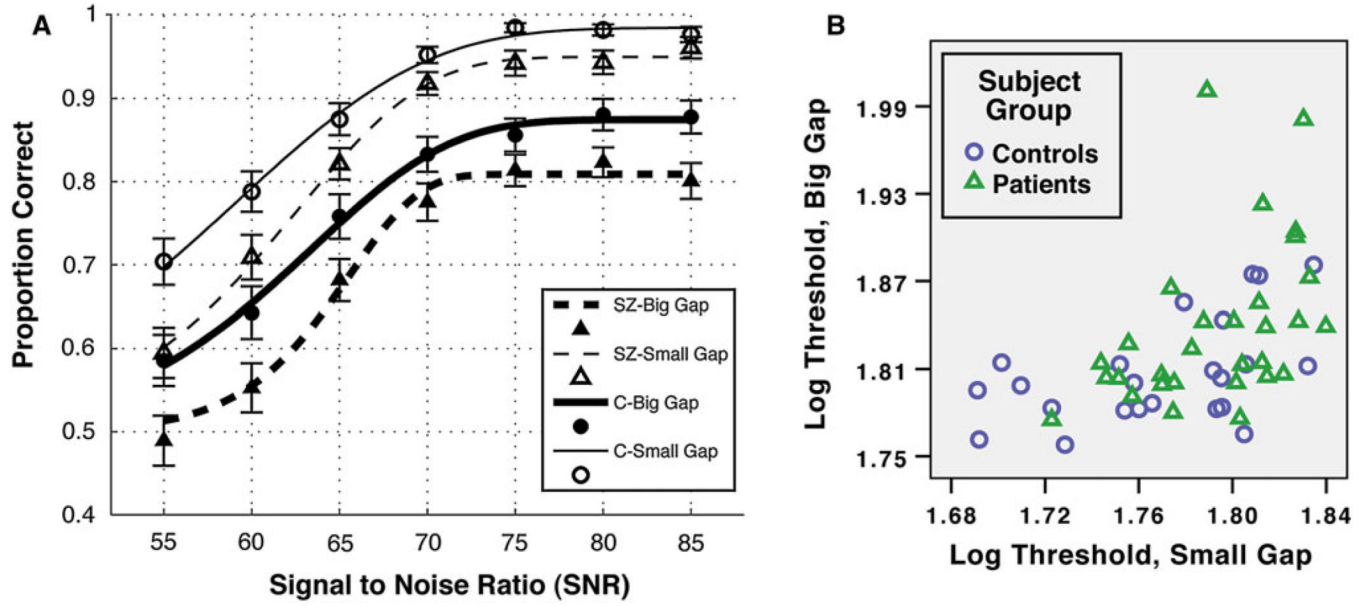 A
Proportion Correct
1
0.9
0.8
0.7
0.6
0.5
0.4
SZ-Big Gap
SZ-Small Gap
C-Big Gap
C-Small Gap
55 60 65 70 75 80 85
Signal to Noise Ratio (SNR)
B
Log Threshold, Big Gap
1.99
1.93
1.87
1.81
1.75
Subject
Group
Controls
Patients
1.68 1.72 1.76 1.80 1.84
Log Threshold, Small Gap